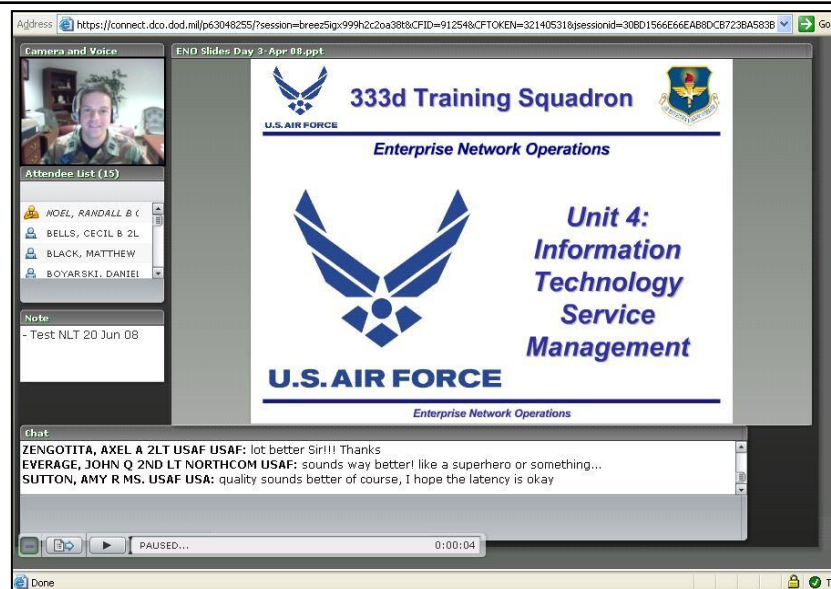 Address https://connect.dco.dod.mil/p63048255/?session=breez5igx999h2c2oa38t&CFID=91254&CFTOKEN=32140531&jsessionid=30BD1566E66EAB8DCB723BA583B Go
Camera and Voice
ENO Slides Day 3-Apr 08.ppt
U.S. AIR FORCE
333d Training Squadron
Enterprise Network Operations
Attendee List (15)
NOEL, RANDALL B (
BELLS, CECIL B 2L
BLACK, MATTHEW
BOYARSKI, DANIEL
Unit 4:
Information
Technology
Service
Management
U.S. AIR FORCE
Enterprise Network Operations
Note
- Test NLT 20 Jun 08
Chat
ZENGOTITA, AXEL A 2LT USAF USAF: lot better Sir!!! Thanks
EVERAGE, JOHN Q 2ND LT NORTHCOM USAF: sounds way better! like a superhero or something...
SUTTON, AMY R MS. USAF USA: quality sounds better of course, I hope the latency is okay
PAUSED... 0:00:04
Done